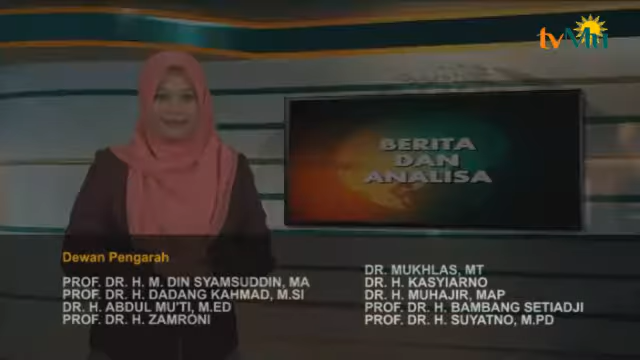 tvMu
BERITA
DAN
ANALISA
Dewan Pengarah
PROF. DR. H. M. DIN SYAMSUDDIN, MA
PROF. DR. H. DADANG KAHMAD, M.SI
DR. H. ABDUL MU'TI, M.ED
PROF. DR. H. ZAMRONI
DR. MUKHLAS, MT
DR. H. KASYIARNO
DR. H. MUHAJIR, MAP
PROF. DR. H. BAMBANG SETIADJI
PROF. DR. H. SUYATNO, M.PD